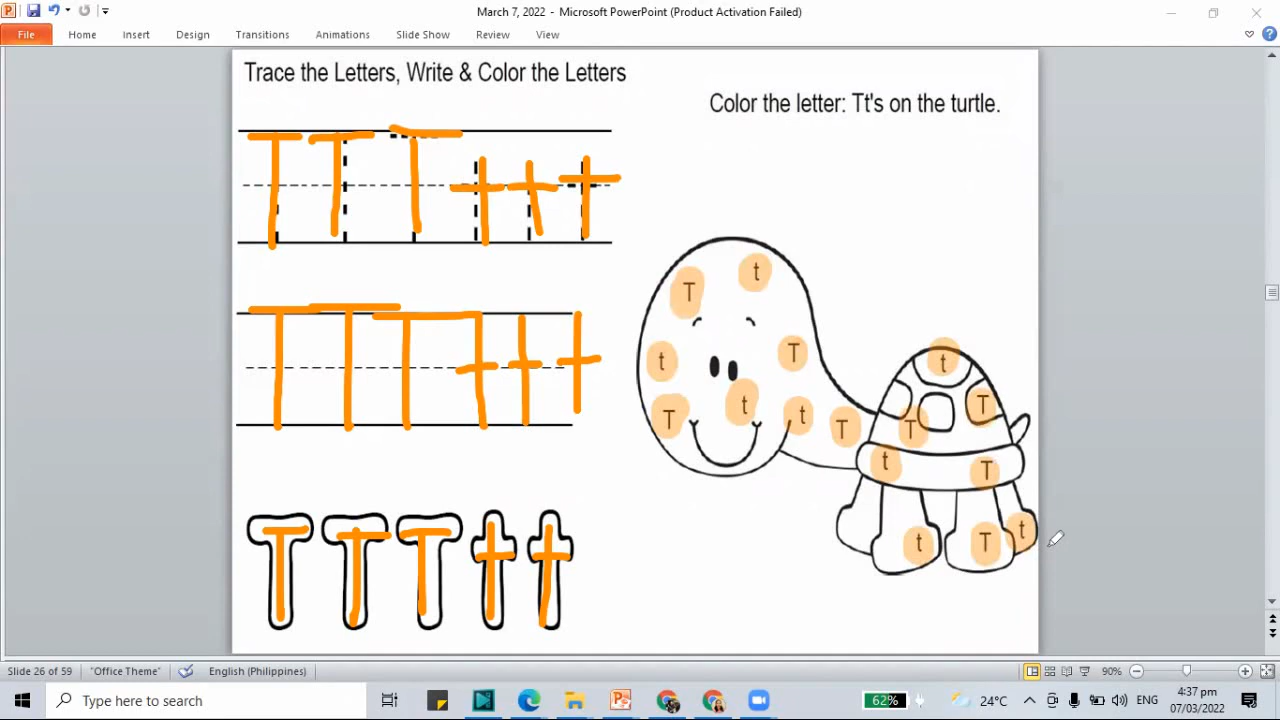 March 7, 2022 - Microsoft PowerPoint (Product Activation Failed)
File Home Insert Design Transitions Animations Slide Show Review View
Trace the Letters, Write & Color the Letters
Color the letter: Tt's on the turtle.
T T T t t t
T T T t t t
T T T t t
T t
t T
T t t T
t
T T
t T
t T t
Slide 26 of 59 "Office Theme" English (Philippines) 90%
Type here to search 62% 24°C ENG 4:37 pm
07/03/2022